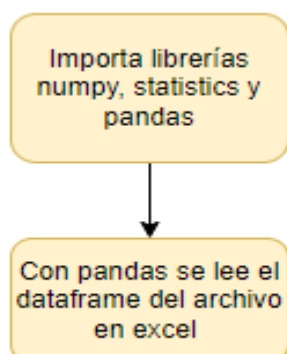 Importa librerías
numpy, statistics y
pandas
Con pandas se lee el
dataframe del archivo
en excel